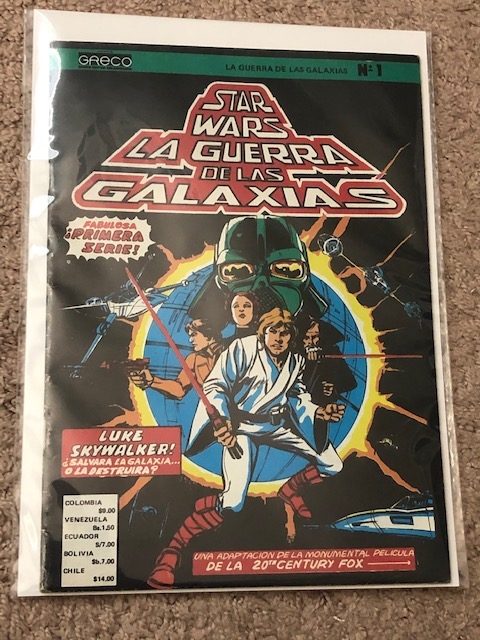 GRECO
LA GUERRA DE LAS GALAXIAS Nº 1
STAR
WARS
LA GUERRA
DE LAS
GALAXIAS
FABULOSA
¡PRIMERA
SERIE!
LUKE
SKYWALKER!
¿SALVARA LA GALAXIA...
O LA DESTRUIRA?
COLOMBIA
$9.00
VENEZUELA
Bs.1,50
ECUADOR
S/7.00
BOLIVIA
$b.7.00
CHILE
$14,00
UNA ADAPTACION DE LA MONUMENTAL PELICULA
DE LA 20TH CENTURY FOX